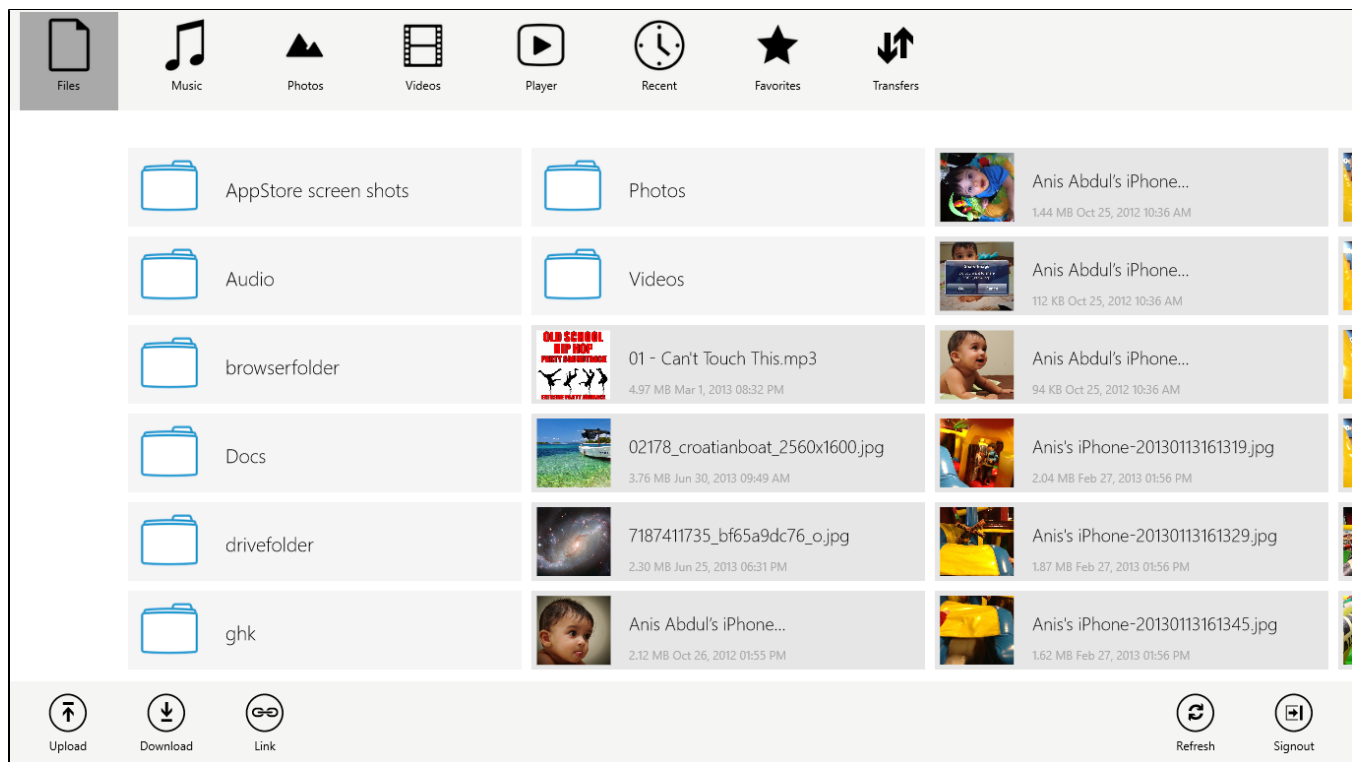 Files
Music
Photos
Videos
Player
Recent
Favorites
Transfers
AppStore screen shots
Audio
browserfolder
Docs
drivefolder
ghk
Photos
Videos
OLD SCHOOL
HIP HOP
01 - Can't Touch This.mp3
4.97 MB Mar 1, 2013 08:32 PM
02178_croatianboat_2560x1600.jpg
3.76 MB Jun 30, 2013 09:49 AM
7187411735_bf65a9dc76_o.jpg
2.30 MB Jun 25, 2013 06:31 PM
Anis Abdul's iPhone...
2.12 MB Oct 26, 2012 01:55 PM
Anis Abdul's iPhone...
1.44 MB Oct 25, 2012 10:36 AM
Anis Abdul's iPhone...
112 KB Oct 25, 2012 10:36 AM
Anis Abdul's iPhone...
94 KB Oct 25, 2012 10:36 AM
Anis's iPhone-20130113161319.jpg
2.04 MB Feb 27, 2013 01:56 PM
Anis's iPhone-20130113161329.jpg
1.87 MB Feb 27, 2013 01:56 PM
Anis's iPhone-20130113161345.jpg
1.62 MB Feb 27, 2013 01:56 PM
Upload
Download
Link
Refresh
Signout